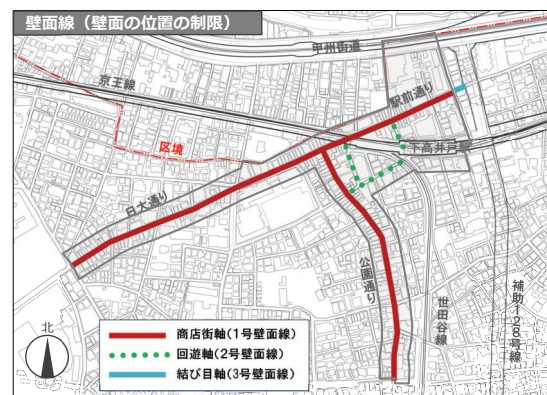 壁面線（壁面の位置の制限）
甲州街道
京王線
駅前通り
下高井戸駅
区境
日大通り
公園通り
世田谷線
補助128号線
北
商店街軸(1号壁面線)
回遊軸(2号壁面線)
結び目軸(3号壁面線)